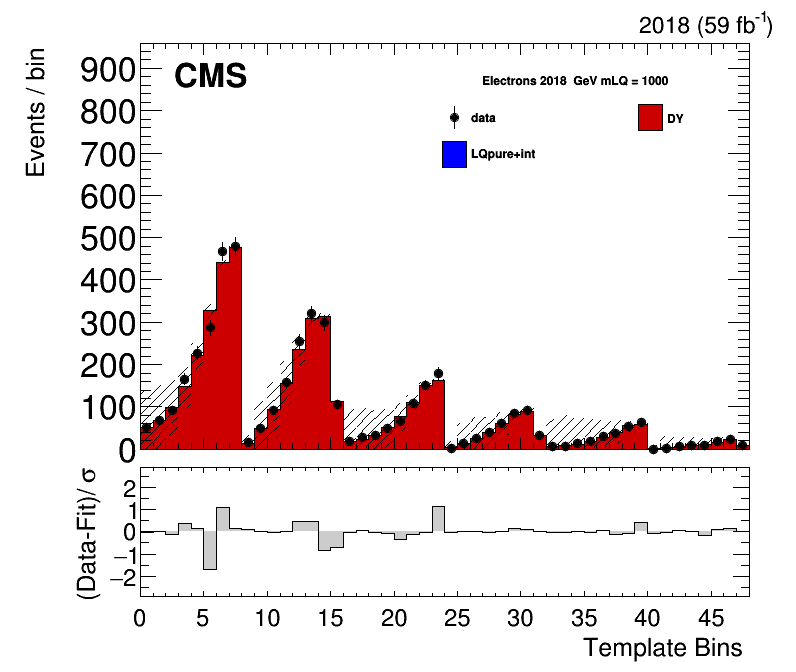 2018 (59 fb-1)
Events / bin
CMS
Electrons 2018 GeV mLQ = 1000
data
DY
LQpure+int
900
800
700
600
500
400
300
200
100
0
(Data-Fit)/ σ
2
1
0
−1
−2
0 5 10 15 20 25 30 35 40 45
Template Bins